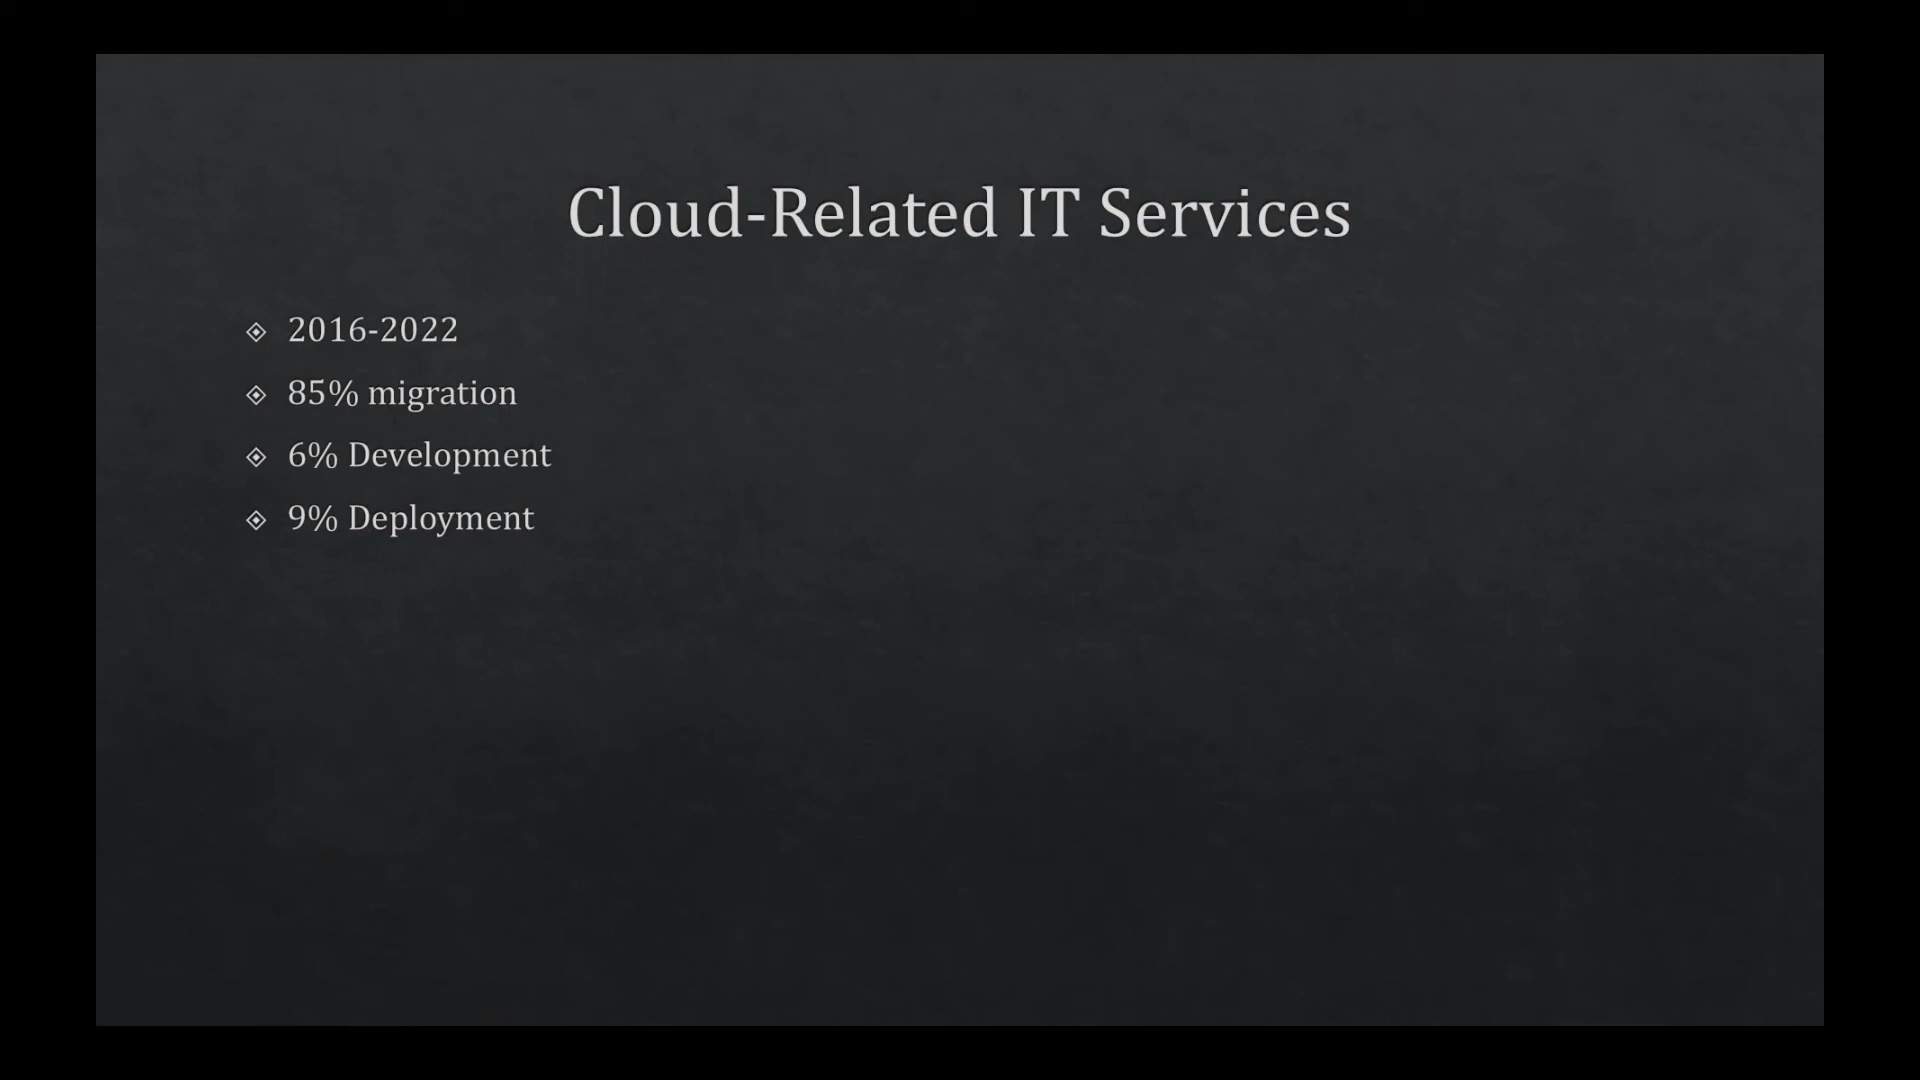 Cloud-Related IT Services
2016-2022
85% migration
6% Development
9% Deployment